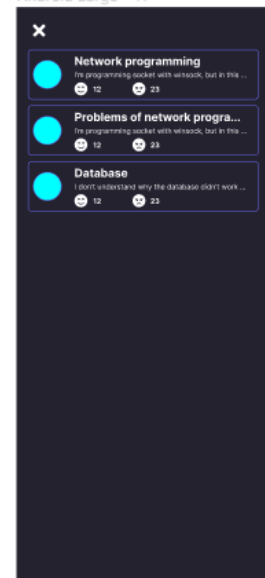 Network programming
I'm programming socket with winsock, but in this ...
12 23
Problems of network progra...
I'm programming socket with winsock, but in this ...
12 23
Database
I don't understand why the database didn't work ...
12 23